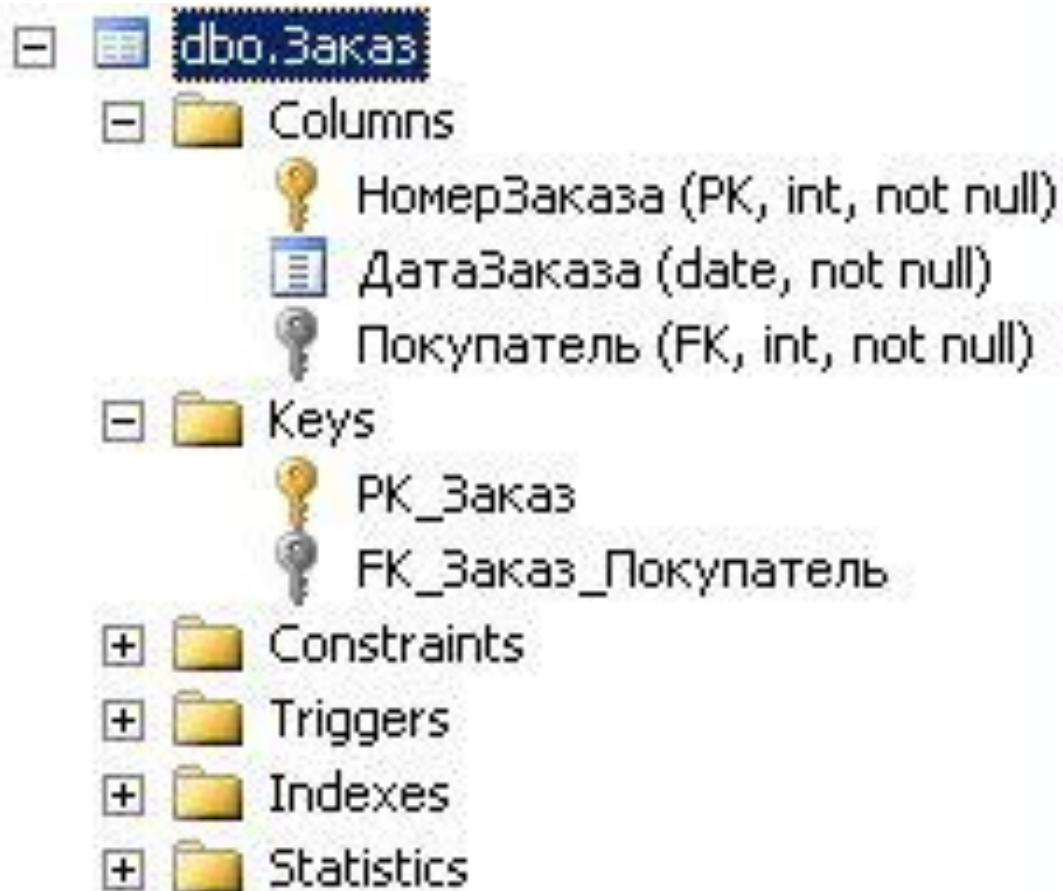 dbo.Заказ
Columns
НомерЗаказа (PK, int, not null)
ДатаЗаказа (date, not null)
Покупатель (FK, int, not null)
Keys
PK_Заказ
FK_Заказ_Покупатель
Constraints
Triggers
Indexes
Statistics